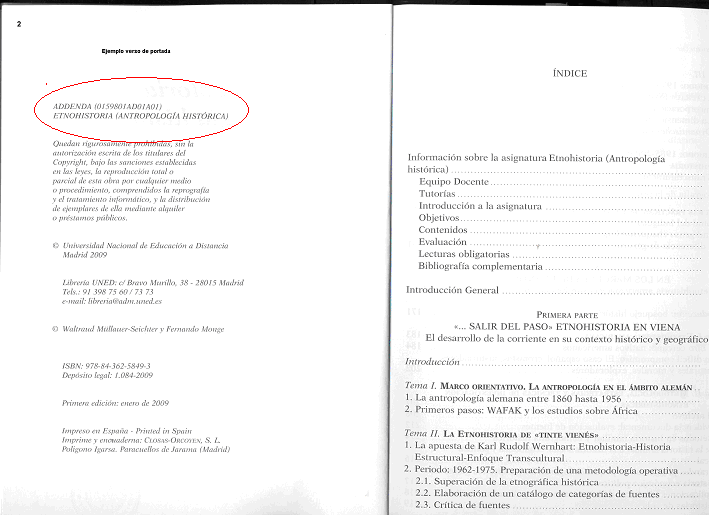 2
Ejemplo verso de portada
ADDENDA (0159801AD01A01)
ETNOHISTORIA (ANTROPOLOGÍA HISTÓRICA)
Quedan rigurosamente prohibidas, sin la
autorización escrita de los titulares del
Copyright, bajo las sanciones establecidas
en las leyes, la reproducción total o
parcial de esta obra por cualquier medio
o procedimiento, comprendidos la reprografía
y el tratamiento informático, y la distribución
de ejemplares de ella mediante alquiler
o préstamos públicos.
© Universidad Nacional de Educación a Distancia
Madrid 2009
Librería UNED: c/ Bravo Murillo, 38 - 28015 Madrid
Tels.: 91 398 75 60 / 73 73
e-mail: libreria@adm.uned.es
© Waltraud Müllauer-Seichter y Fernando Monge
ISBN: 978-84-362-5849-3
Depósito legal: 1.084-2009
Primera edición: enero de 2009
Impreso en España - Printed in Spain
Imprime y encuaderna: CLOSAS-ORCOYEN, S. L.
Polígono Igarsa. Paracuellos de Jarama (Madrid)
ÍNDICE
Información sobre la asignatura Etnohistoria (Antropología
histórica)
Equipo Docente
Tutorías
Introducción a la asignatura
Objetivos
Contenidos
Evaluación
Lecturas obligatorias
Bibliografía complementaria
Introducción General
PRIMERA PARTE
«... SALIR DEL PASO» ETNOHISTORIA EN VIENA
El desarrollo de la corriente en su contexto histórico y geográfico
Introducción
Tema I. MARCO ORIENTATIVO. LA ANTROPOLOGÍA EN EL ÁMBITO ALEMÁN
1. La antropología alemana entre 1860 hasta 1956
2. Primeros pasos: WAFAK y los estudios sobre África
Tema II. LA ETNOHISTORIA DE «TINTE VIENÉS»
1. La apuesta de Karl Rudolf Wernhart: Etnohistoria-Historia
Estructural-Enfoque Transcultural
2. Periodo: 1962-1975. Preparación de una metodología operativa
2.1. Superación de la etnográfica histórica
2.2. Elaboración de un catálogo de categorías de fuentes
2.3. Crítica de fuentes